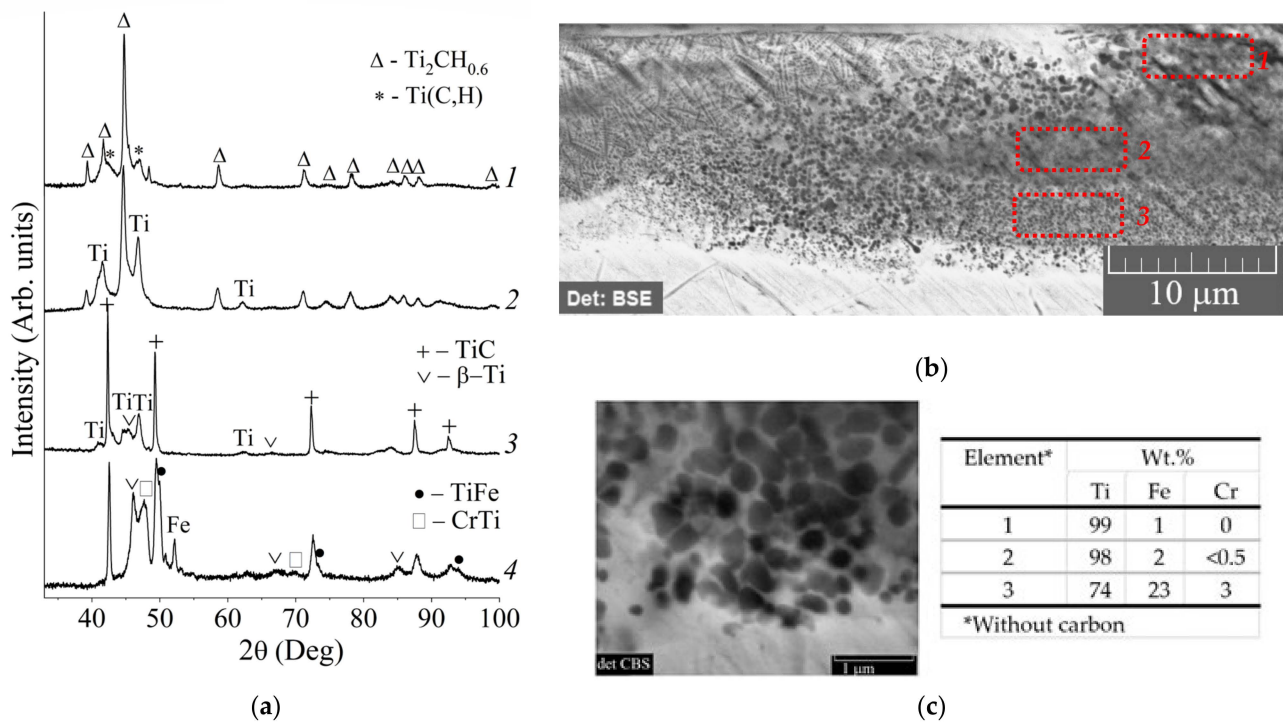 Δ
Δ - Ti₂CH₀.₆
* - Ti(C,H)
Δ Δ * * Δ Δ Δ Δ Δ Δ Δ Δ
1
Ti Ti Ti
2
+ – TiC
∨ – β–Ti
+ + + + +
Ti Ti Ti Ti
∨ ∨
3
● – TiFe
□ – CrTi
∨ □ ● Fe ∨ □ ● ∨ ●
4
Intensity (Arb. units)
40 50 60 70 80 90 100
2θ (Deg)
(a)
1
2
3
Det: BSE
10 µm
(b)
det CBS
1 µm
Element* Wt.%
Ti Fe Cr
1 99 1 0
2 98 2 <0.5
3 74 23 3
*Without carbon
(c)